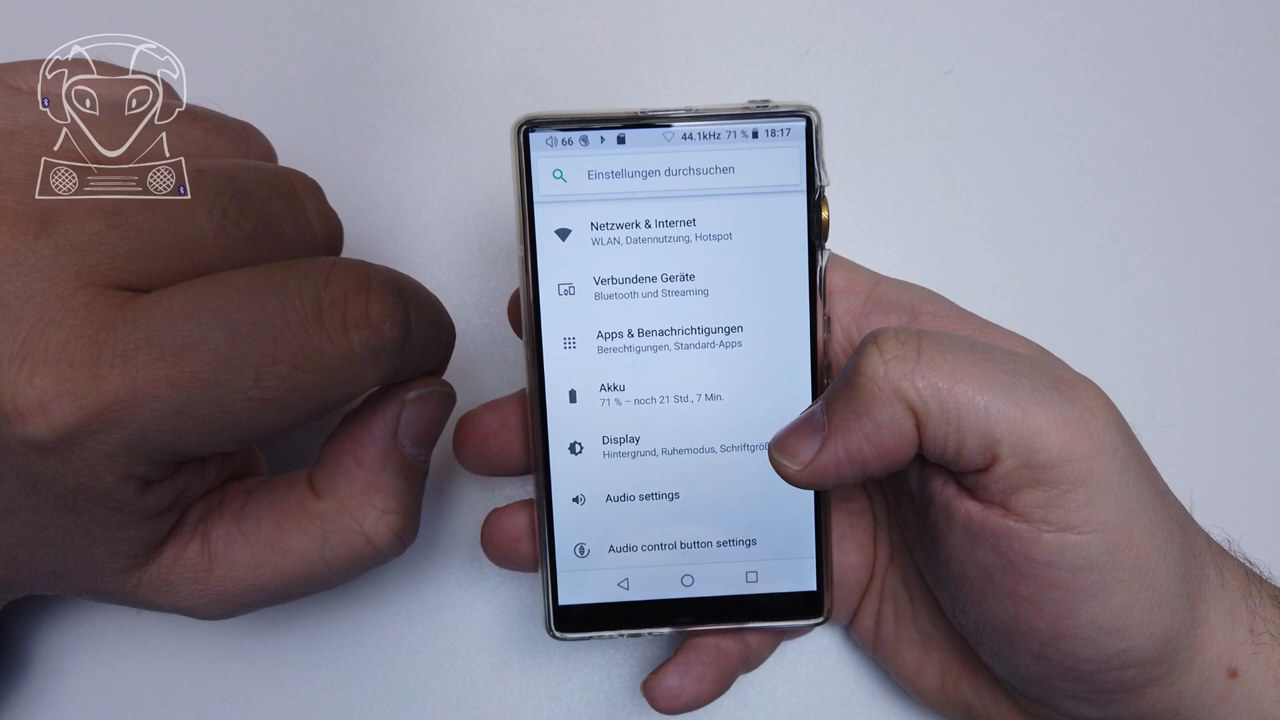 66 44.1kHz 71 % 18:17
Einstellungen durchsuchen
Netzwerk & Internet
WLAN, Datennutzung, Hotspot
Verbundene Geräte
Bluetooth und Streaming
Apps & Benachrichtigungen
Berechtigungen, Standard-Apps
Akku
71 % – noch 21 Std., 7 Min.
Display
Hintergrund, Ruhemodus, Schriftgröß
Audio settings
Audio control button settings